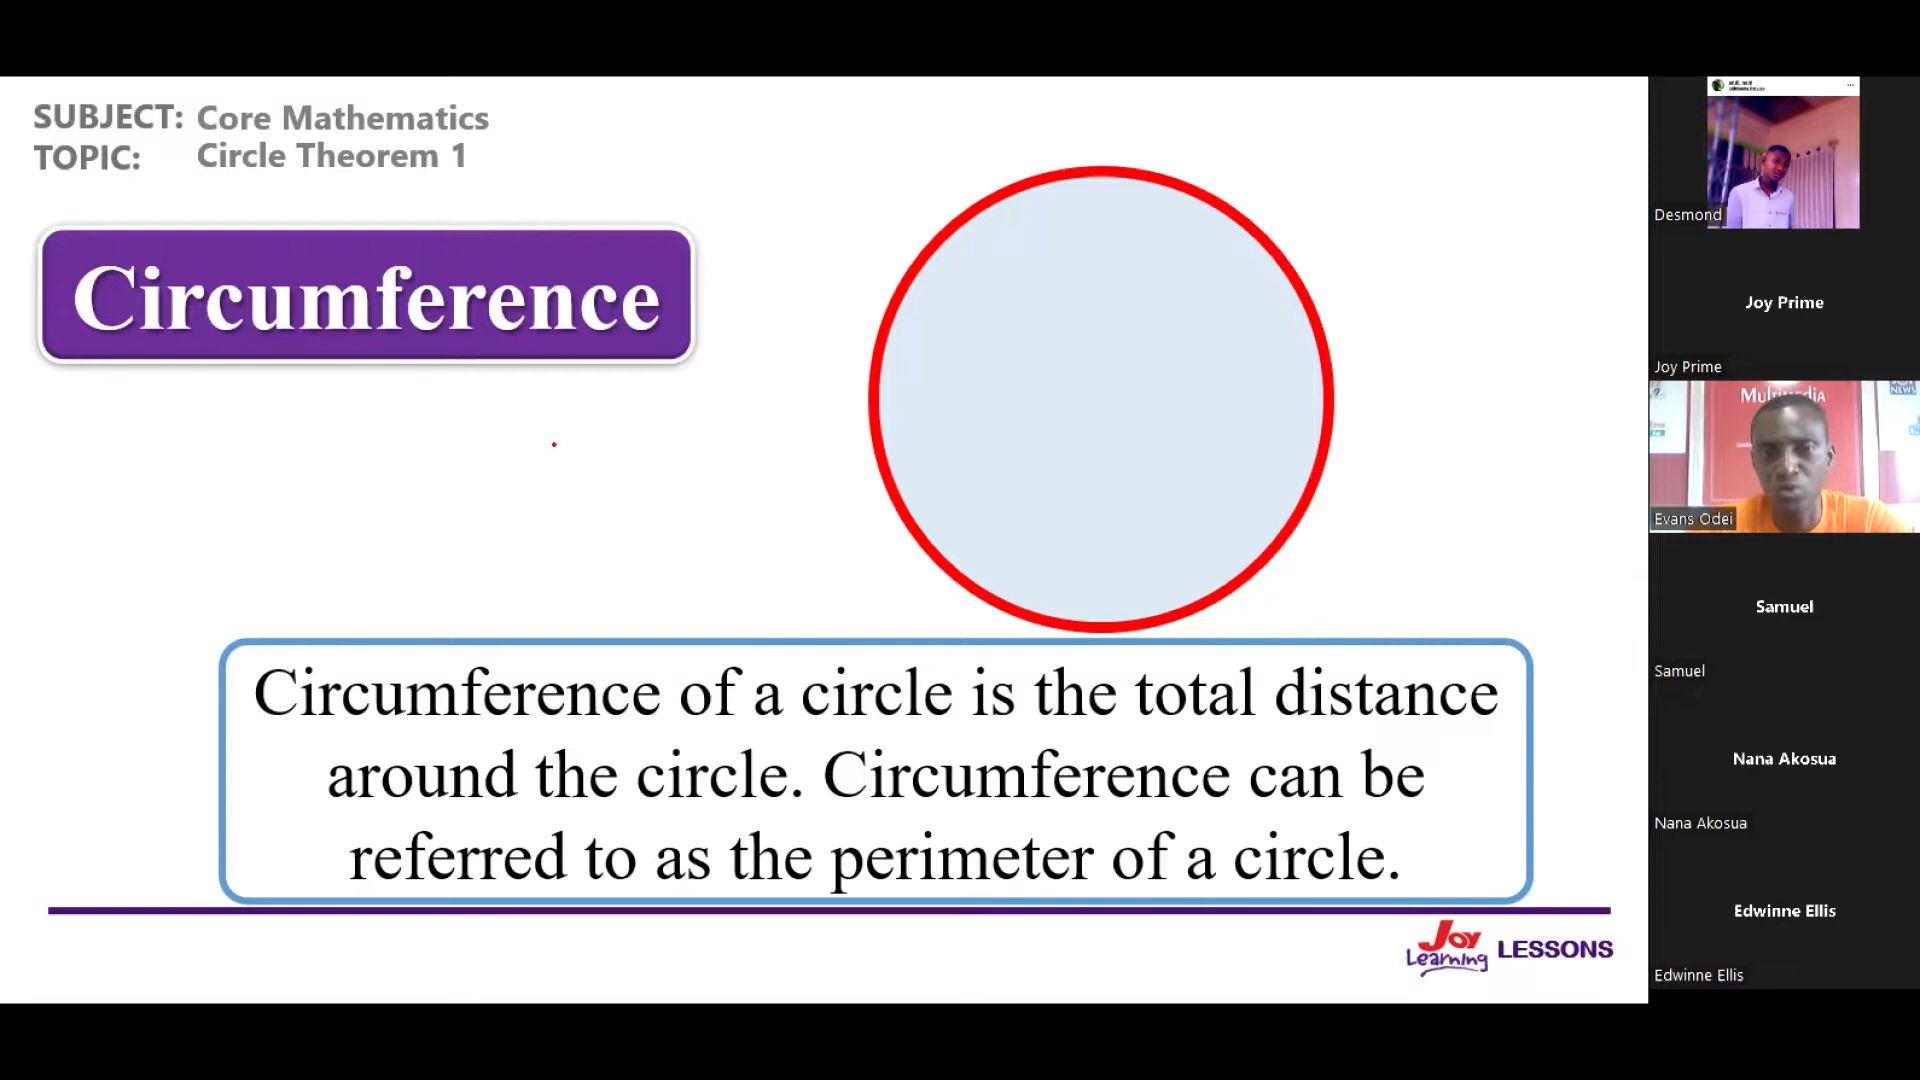 SUBJECT: Core Mathematics
TOPIC: Circle Theorem 1
Circumference
Circumference of a circle is the total distance
around the circle. Circumference can be
referred to as the perimeter of a circle.
Joy
Learning LESSONS
Desmond
Joy Prime
Joy Prime
NEWS
Evans Odei
Samuel
Samuel
Nana Akosua
Nana Akosua
Edwinne Ellis
Edwinne Ellis